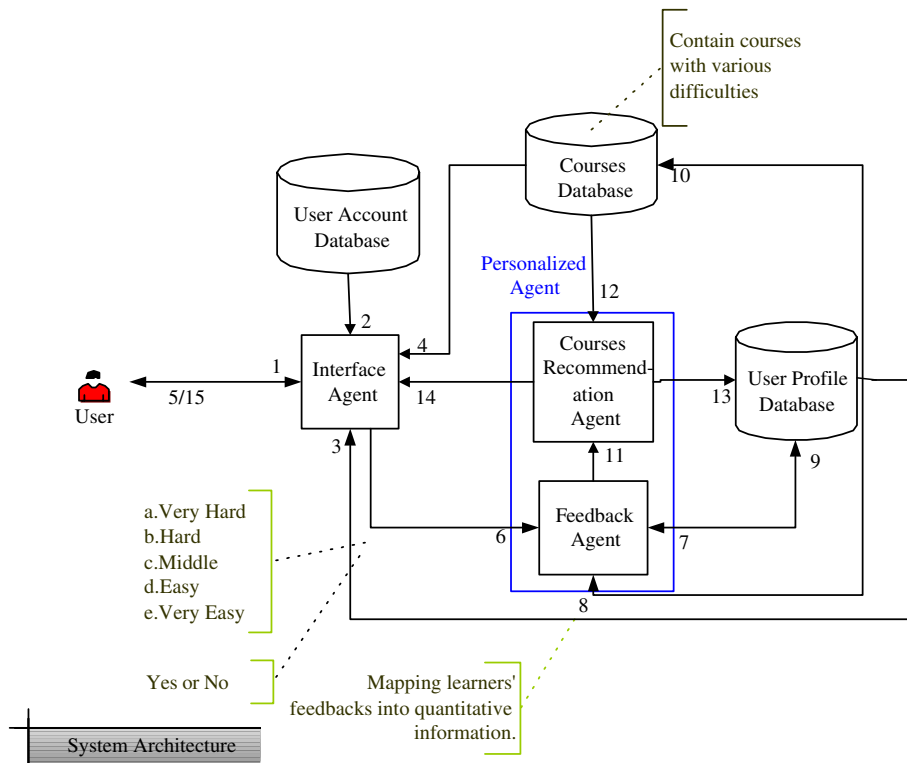 Contain courses
with various
difficulties
Courses
Database
10
User Account
Database
Personalized
Agent
12
2
4
1
Interface
Agent
Courses
Recommend-
ation
Agent
14
13
User Profile
Database
5/15
User
3
11
9
a.Very Hard
b.Hard
c.Middle
d.Easy
e.Very Easy
6
Feedback
Agent
7
8
Yes or No
Mapping learners'
feedbacks into quantitative
information.
System Architecture